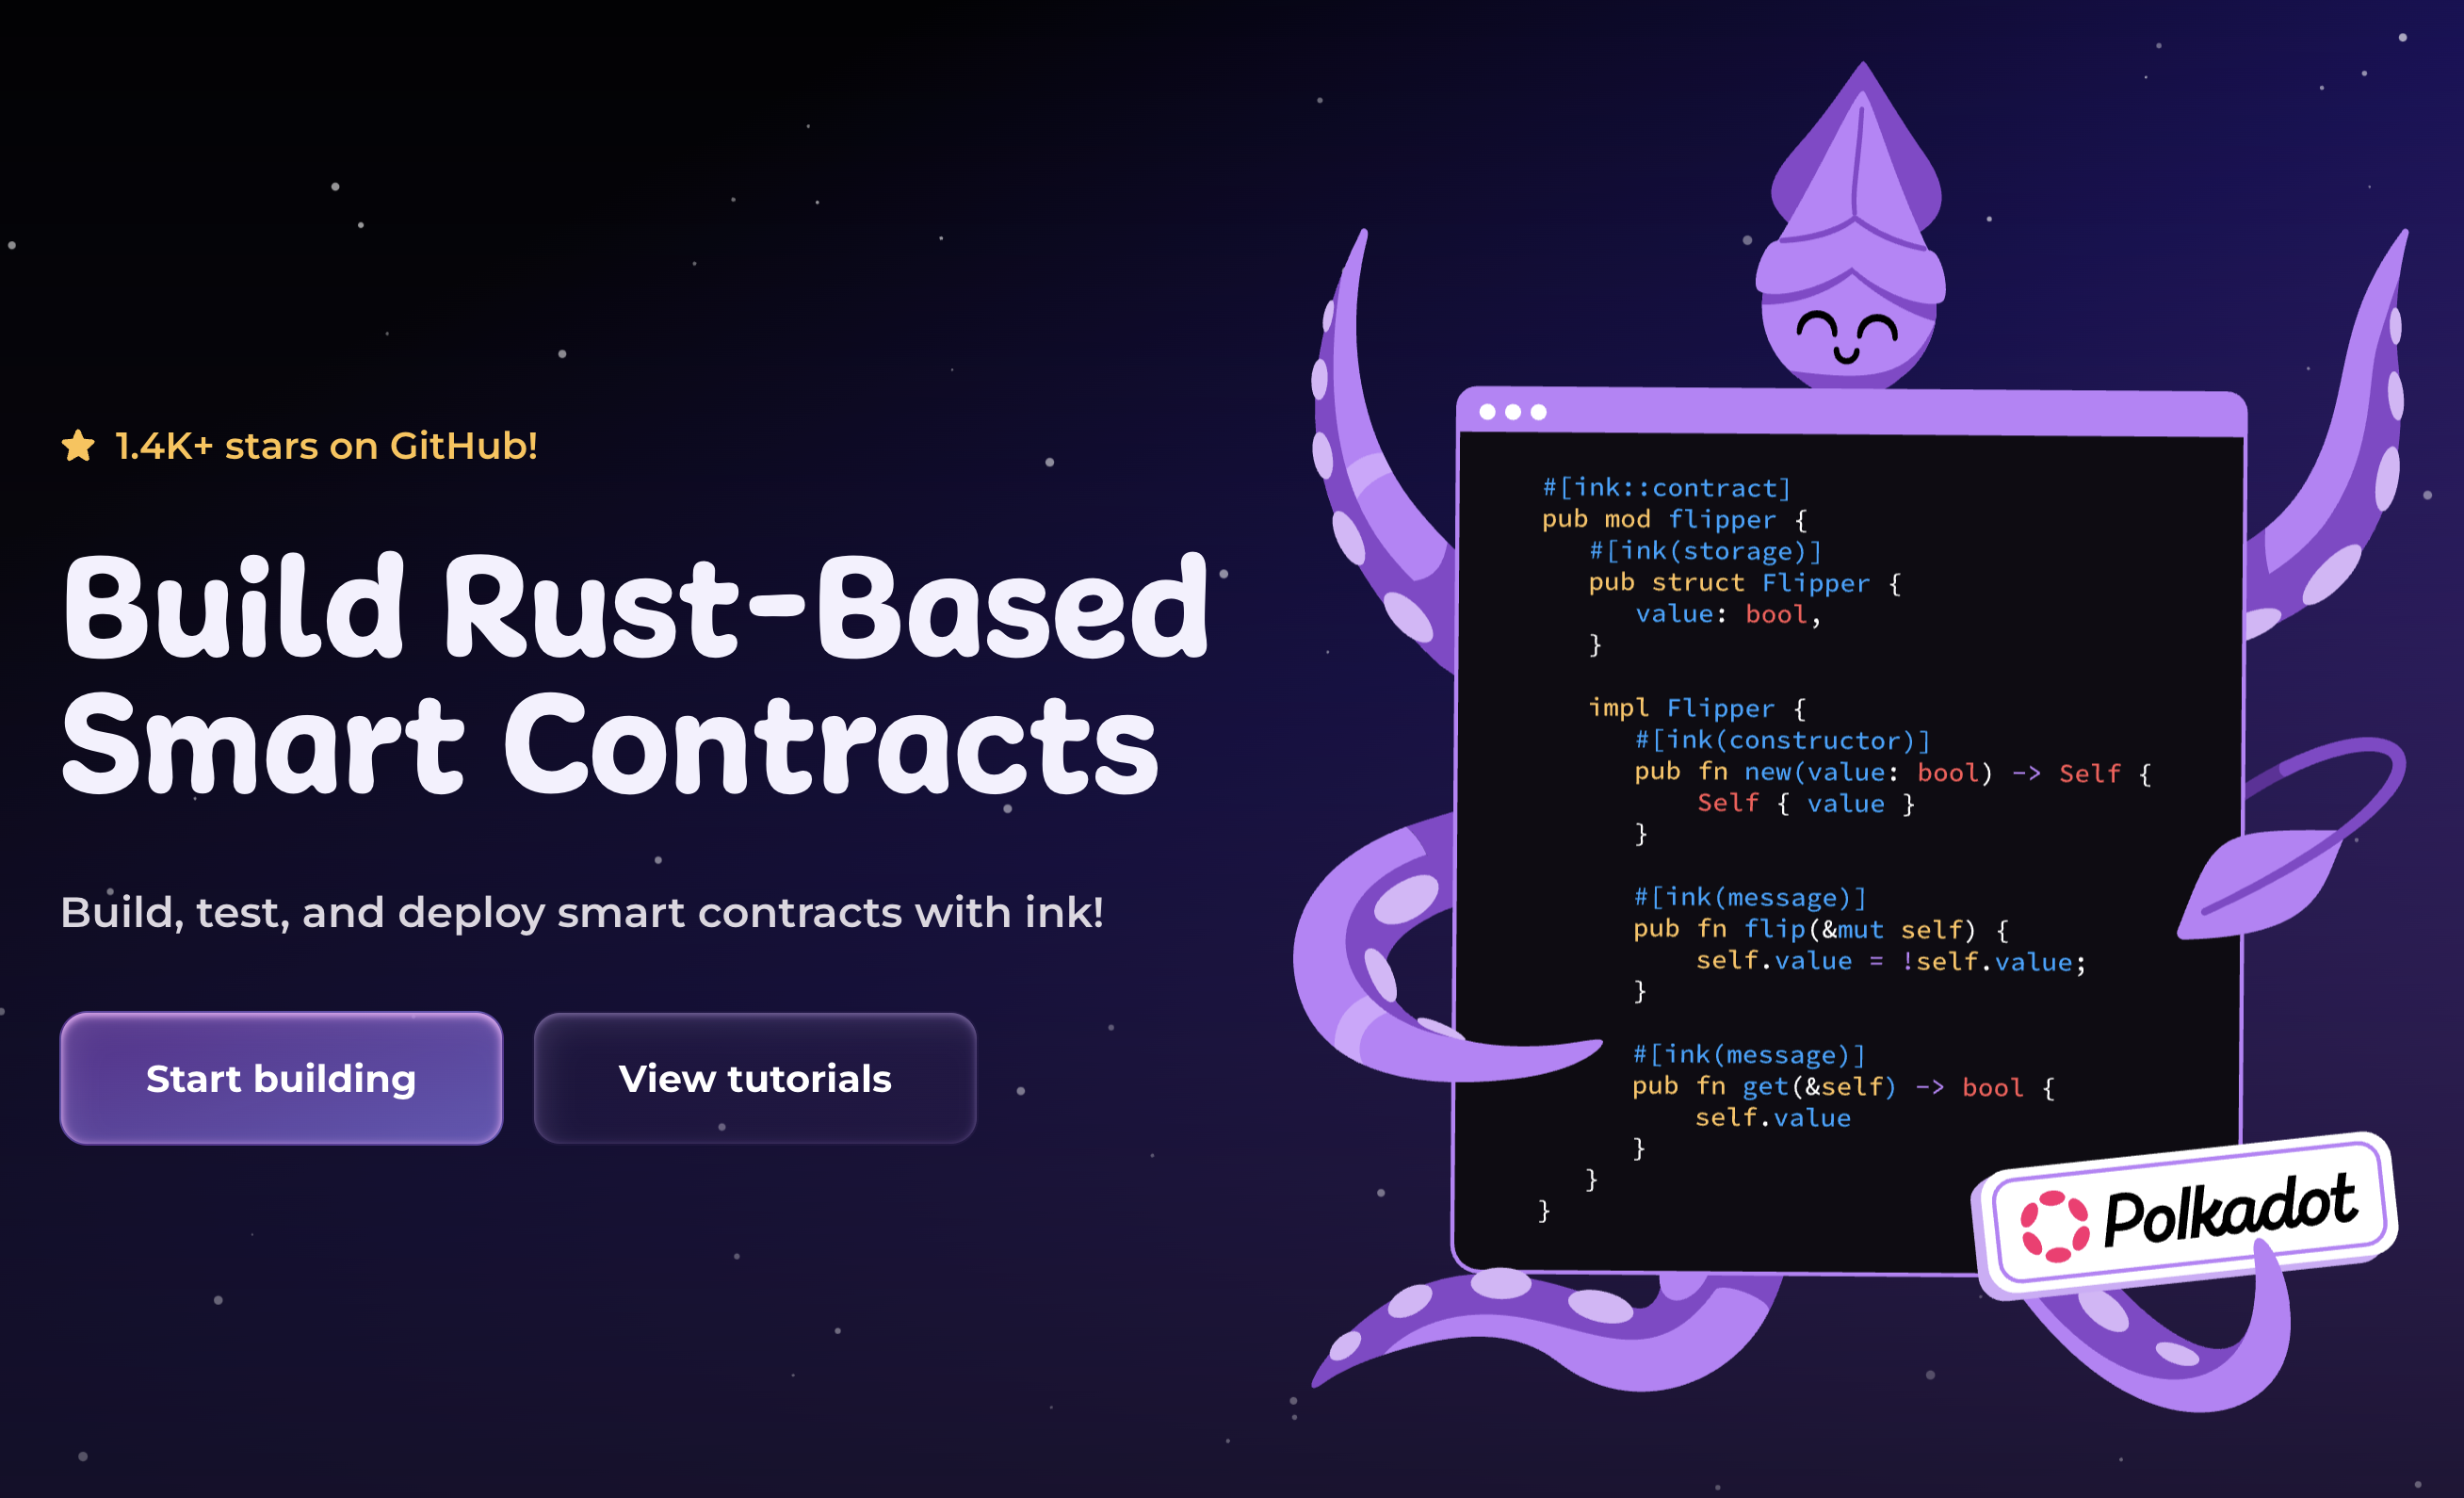 1.4K+ stars on GitHub!
Build Rust-Based
Smart Contracts
Build, test, and deploy smart contracts with ink!
Start building
View tutorials
#[ink::contract]
pub mod flipper {
   #[ink(storage)]
   pub struct Flipper {
      value: bool,
   }
   impl Flipper {
      #[ink(constructor)]
      pub fn new(value: bool) -> Self {
          Self { value }
      }
      #[ink(message)]
      pub fn flip(&mut self) {
          self.value = !self.value;
      }
      #[ink(message)]
      pub fn get(&self) -> bool {
          self.value
      }
   }
}
Polkadot